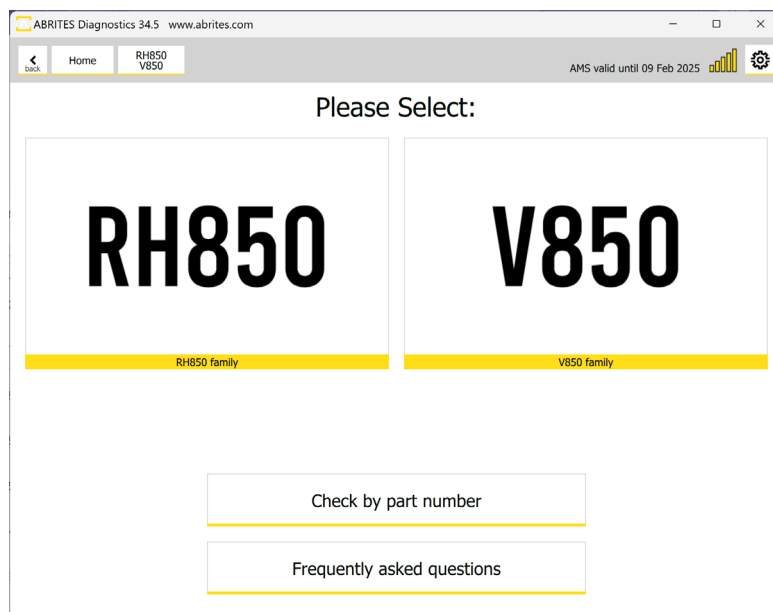 ABRITES Diagnostics 34.5 www.abrites.com
back
Home
RH850
V850
AMS valid until 09 Feb 2025
Please Select:
RH850
V850
RH850 family
V850 family
Check by part number
Frequently asked questions